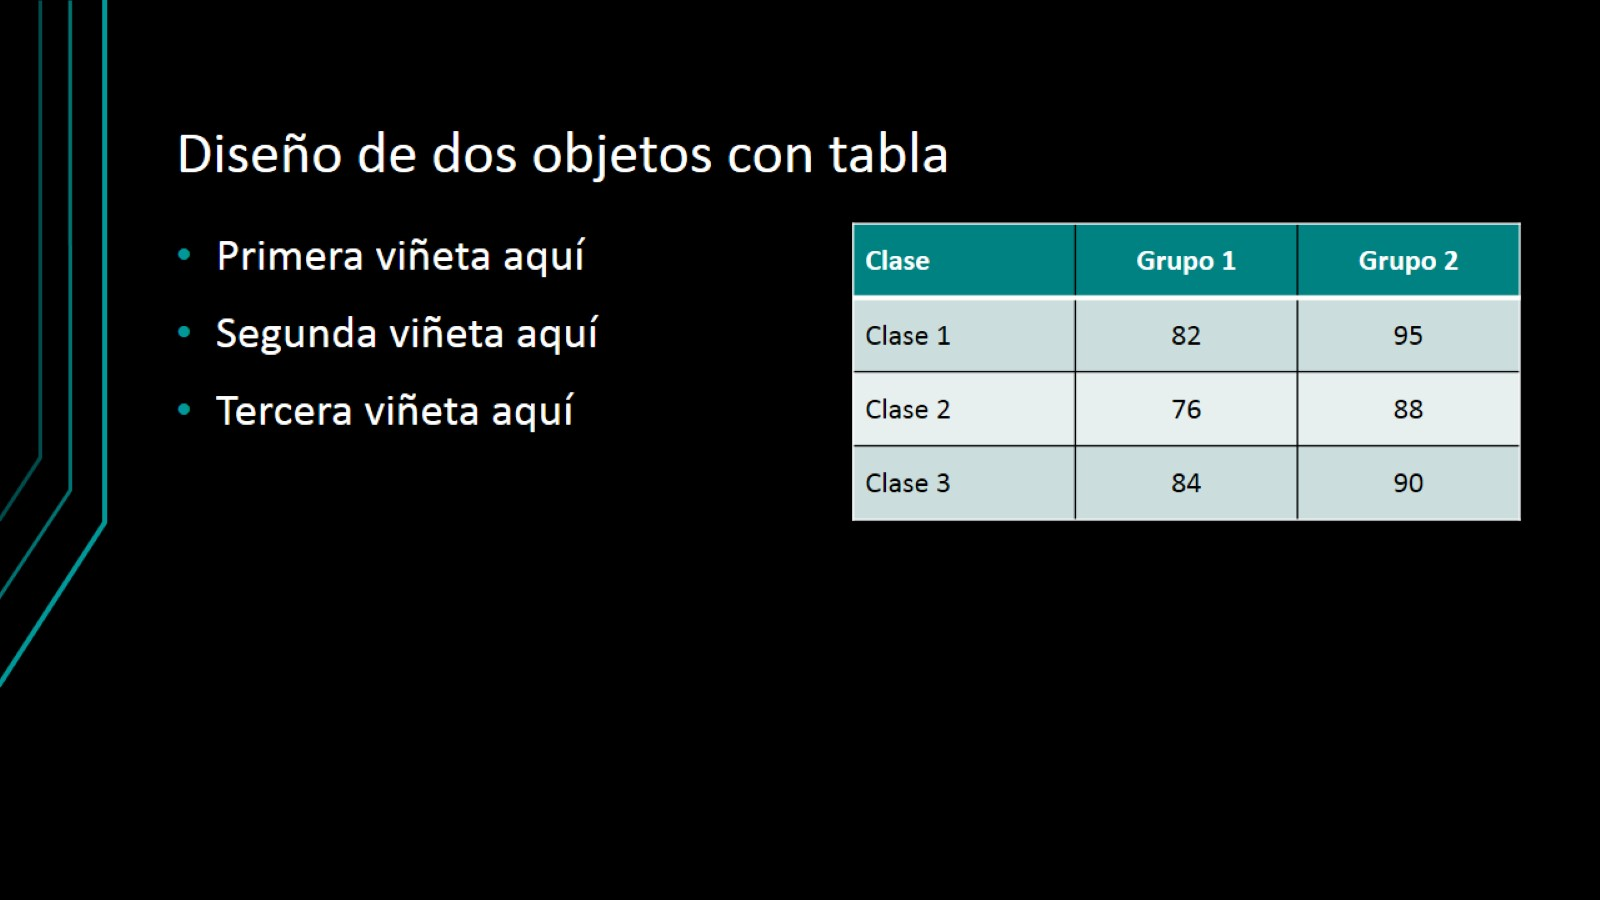 Diseño de dos objetos con tabla
• Primera viñeta aquí
• Segunda viñeta aquí
• Tercera viñeta aquí
Clase Grupo 1 Grupo 2
Clase 1 82 95
Clase 2 76 88
Clase 3 84 90